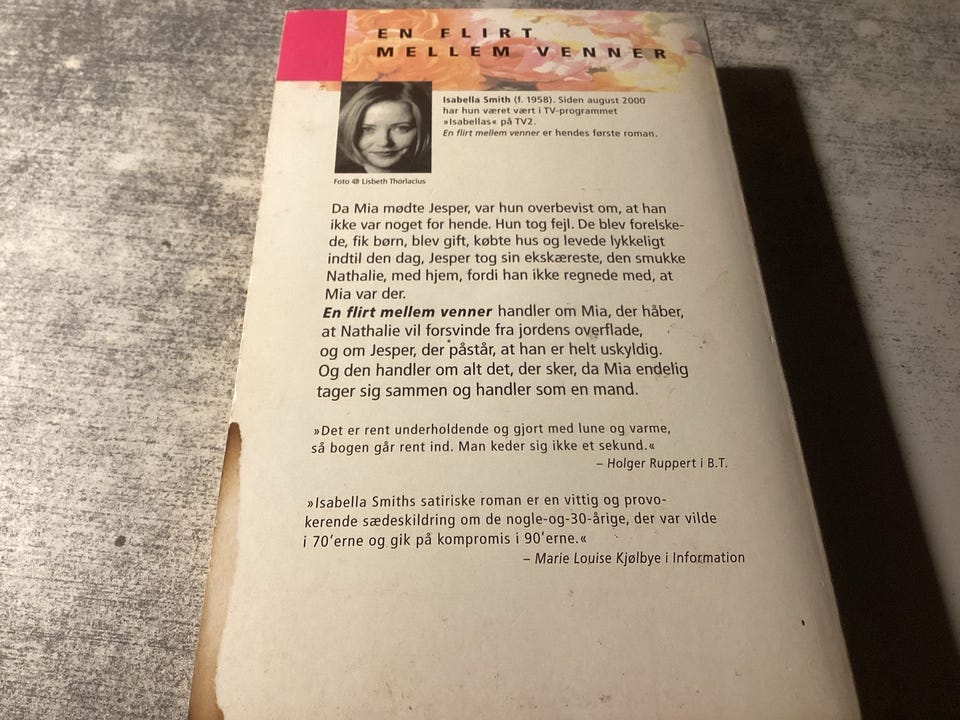 EN FLIRT
MELLEM VENNER
Isabella Smith (f. 1958). Siden august 2000
har hun været vært i TV-programmet
»Isabellas« på TV2.
En flirt mellem venner er hendes første roman.
Foto @ Lisbeth Thorlacius
Da Mia mødte Jesper, var hun overbevist om, at han
ikke var noget for hende. Hun tog fejl. De blev forelske-
de, fik børn, blev gift, købte hus og levede lykkeligt
indtil den dag, Jesper tog sin ekskæreste, den smukke
Nathalie, med hjem, fordi han ikke regnede med, at
Mia var der.
En flirt mellem venner handler om Mia, der håber,
at Nathalie vil forsvinde fra jordens overflade,
og om Jesper, der påstår, at han er helt uskyldig.
Og den handler om alt det, der sker, da Mia endelig
tager sig sammen og handler som en mand.
»Det er rent underholdende og gjort med lune og varme,
så bogen går rent ind. Man keder sig ikke et sekund.«
– Holger Ruppert i B.T.
»Isabella Smiths satiriske roman er en vittig og provo-
kerende sædeskildring om de nogle-og-30-årige, der var vilde
i 70'erne og gik på kompromis i 90'erne.«
– Marie Louise Kjølbye i Information